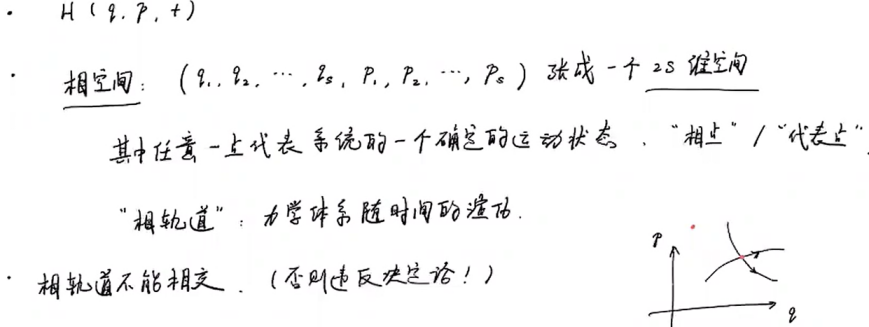 · H(q, p, t)
· 相空间: (q₁, q₂, ⋯, qₛ, P₁, P₂, ⋯, Pₛ) 张成一个 2S 维空间
其中任意一点代表系统的一个确定的运动状态. "相点" / "代表点"
"相轨道": 力学体系随时间的演化.
· 相轨道不能相交. (否则违反决定论!)
P
q